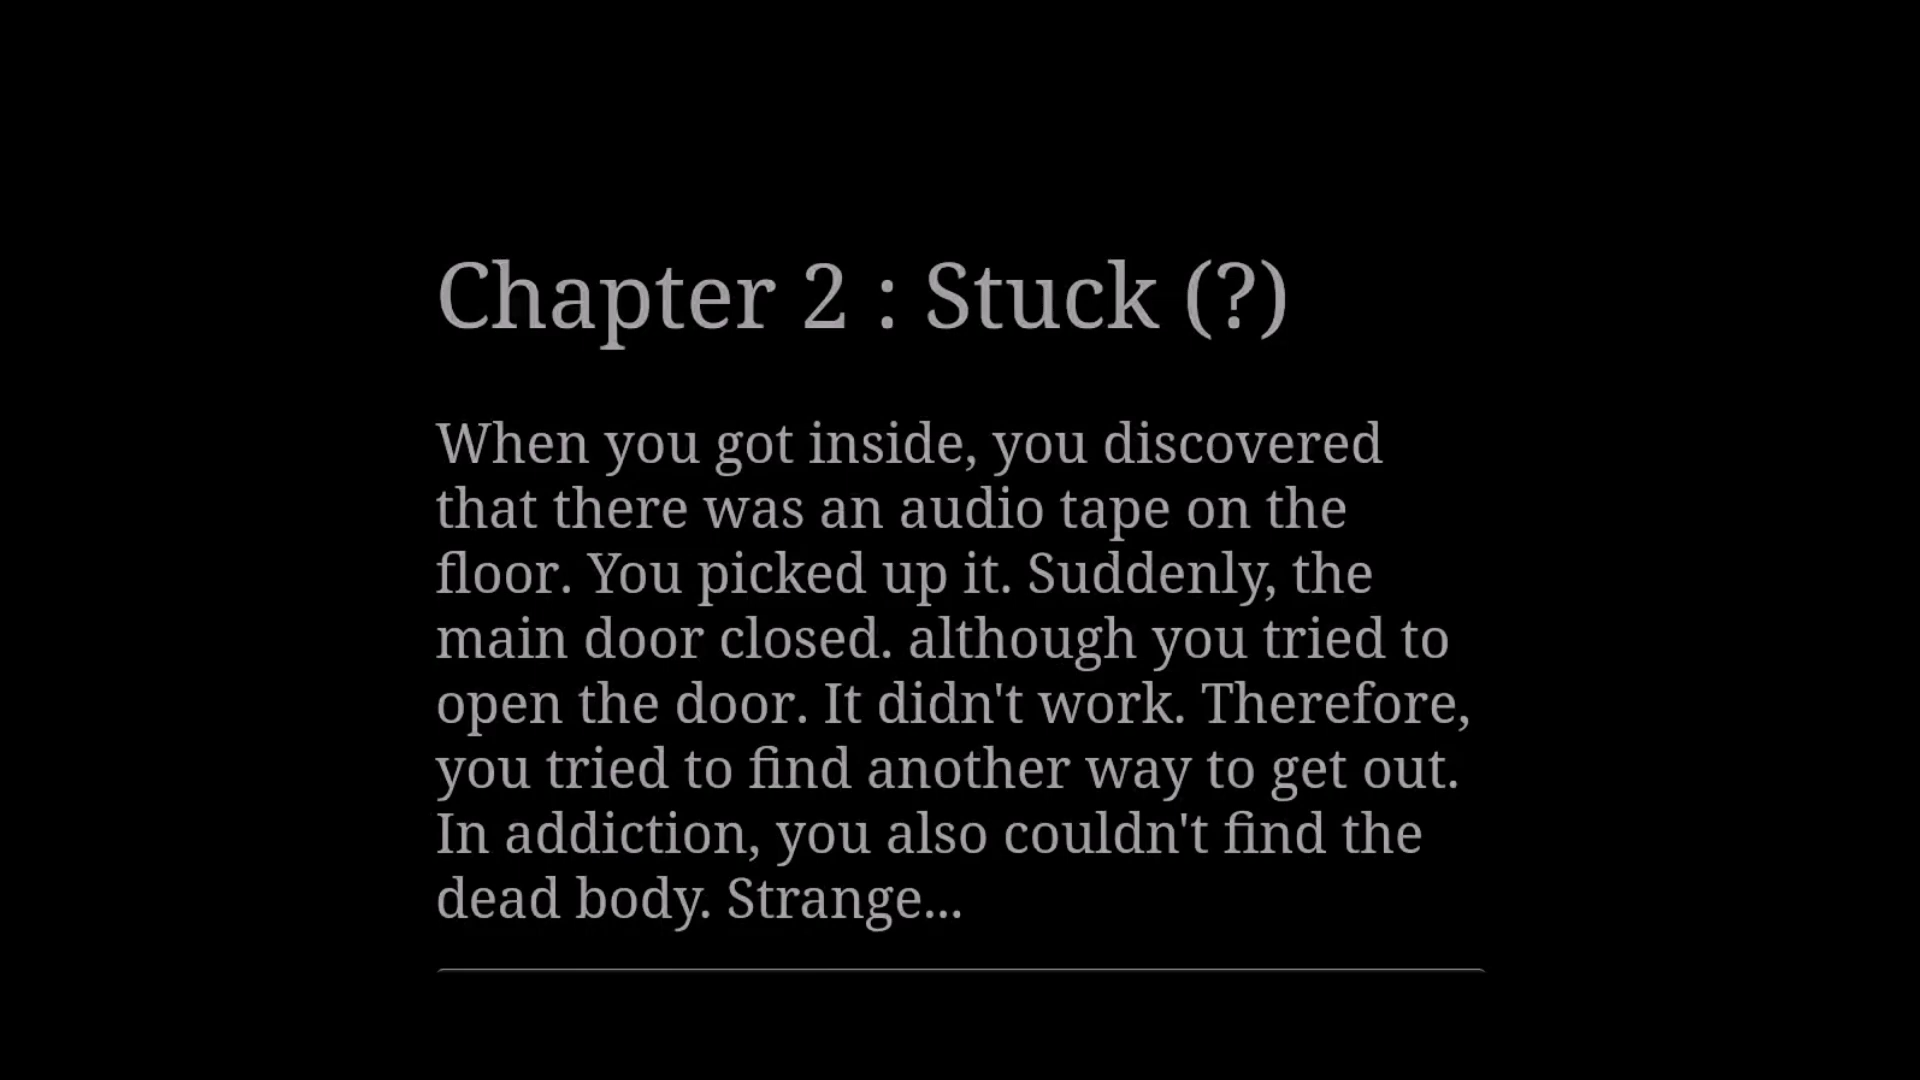 Chapter 2 : Stuck (?)
When you got inside, you discovered
that there was an audio tape on the
floor. You picked up it. Suddenly, the
main door closed. although you tried to
open the door. It didn't work. Therefore,
you tried to find another way to get out.
In addiction, you also couldn't find the
dead body. Strange...